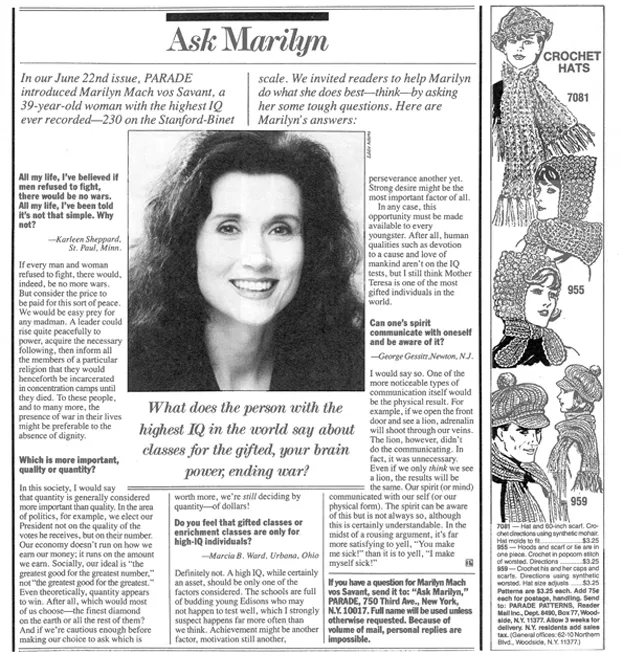 Ask Marilyn
In our June 22nd issue, PARADE
introduced Marilyn Mach vos Savant, a
39-year-old woman with the highest IQ
ever recorded—230 on the Stanford-Binet
scale. We invited readers to help Marilyn
do what she does best—think—by asking
her some tough questions. Here are
Marilyn's answers:
All my life, I've believed if
men refused to fight,
there would be no wars.
All my life, I've been told
it's not that simple. Why
not?
—Karleen Sheppard,
St. Paul, Minn.
If every man and woman
refused to fight, there would,
indeed, be no more wars.
But consider the price to
be paid for this sort of peace.
We would be easy prey for
any madman. A leader could
rise quite peacefully to
power, acquire the necessary
following, then inform all
the members of a particular
religion that they would
henceforth be incarcerated
in concentration camps until
they died. To these people,
and to many more, the
presence of war in their lives
might be preferable to the
absence of dignity.
Which is more important,
quality or quantity?
In this society, I would say
that quantity is generally considered
more important than quality. In the area
of politics, for example, we elect our
President not on the quality of the
votes he receives, but on their number.
Our economy doesn't run on how we
earn our money; it runs on the amount
we earn. Socially, our ideal is "the
greatest good for the greatest number,"
not "the greatest good for the greatest."
Even theoretically, quantity appears
to win. After all, which would most
of us choose—the finest diamond
on the earth or all the rest of them?
And if we're cautious enough before
making our choice to ask which is
Eddie Adams
What does the person with the
highest IQ in the world say about
classes for the gifted, your brain
power, ending war?
worth more, we're still deciding by
quantity—of dollars!
Do you feel that gifted classes or
enrichment classes are only for
high-IQ individuals?
—Marcia B. Ward, Urbana, Ohio
Definitely not. A high IQ, while certainly
an asset, should be only one of the
factors considered. The schools are full
of budding young Edisons who may
not happen to test well, which I strongly
suspect happens far more often than
we think. Achievement might be another
factor, motivation still another,
perseverance another yet.
Strong desire might be the
most important factor of all.
In any case, this
opportunity must be made
available to every
youngster. After all, human
qualities such as devotion
to a cause and love of
mankind aren't on the IQ
tests, but I still think Mother
Teresa is one of the most
gifted individuals in the
world.
Can one's spirit
communicate with oneself
and be aware of it?
—George Gessitz, Newton, N.J.
I would say so. One of the
more noticeable types of
communication itself would
be the physical result. For
example, if we open the front
door and see a lion, adrenalin
will shoot through our veins.
The lion, however, didn't
do the communicating. In
fact, it was unnecessary.
Even if we only think we see
a lion, the results will be
the same. Our spirit (or mind)
communicated with our self (or our
physical form). The spirit can be aware
of this but is not always so, although
this is certainly understandable. In the
midst of a rousing argument, it's far
more satisfying to yell, "You make
me sick!" than it is to yell, "I make
myself sick!"
If you have a question for Marilyn Mach
vos Savant, send it to: "Ask Marilyn,"
PARADE, 750 Third Ave., New York,
N.Y. 10017. Full name will be used unless
otherwise requested. Because of
volume of mail, personal replies are
impossible.
CROCHET
HATS
7081
955
959
7081 — Hat and 60-inch scarf. Cro-
chet directions using synthetic mohair.
Hat molds to fit..........$3.25
955 — Hoods and scarf or tie are in
one piece. Crochet in popcorn stitch
of worsted. Directions ........$3.25
959 — Crochet his and her caps and
scarfs. Directions using synthetic
worsted. Hat size adjusts .....$3.25
Patterns are $3.25 each. Add 75¢
each for postage, handling. Send
to: PARADE PATTERNS, Reader
Mail Inc., Dept. 8490, Box 77, Wood-
side, N.Y. 11377. Allow 3 weeks for
delivery. N.Y. residents add sales
tax. (General offices: 62-10 Northern
Blvd., Woodside, N.Y. 11377.)